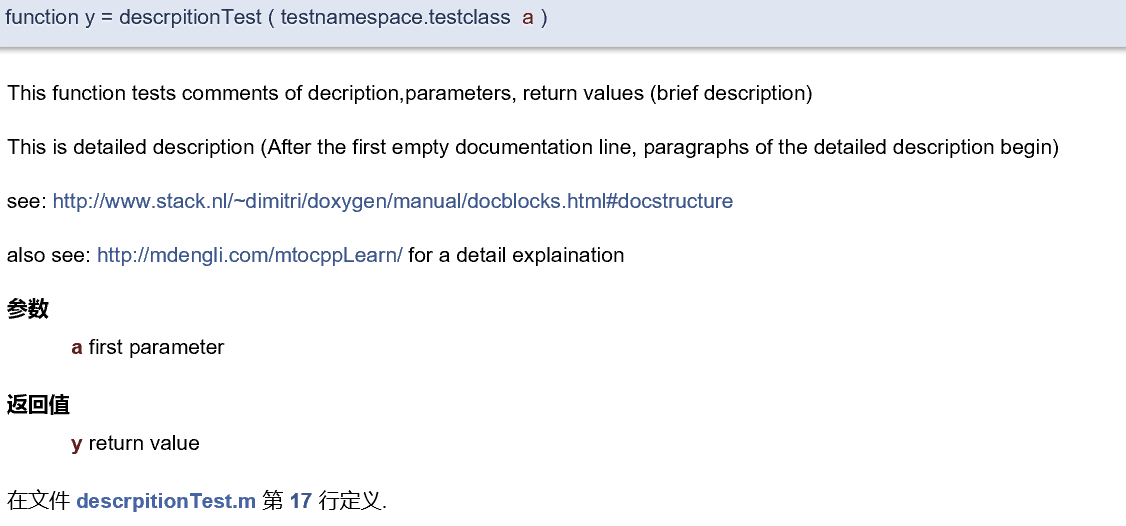 function y = descrpitionTest ( testnamespace.testclass a )
This function tests comments of decription,parameters, return values (brief description)
This is detailed description (After the first empty documentation line, paragraphs of the detailed description begin)
see: http://www.stack.nl/~dimitri/doxygen/manual/docblocks.html#docstructure
also see: http://mdengli.com/mtocppLearn/ for a detail explaination
参数
a first parameter
返回值
y return value
在文件 descrpitionTest.m 第 17 行定义.